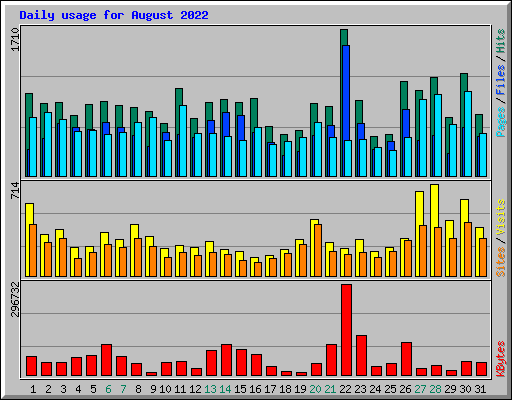 Daily usage for August 2022
1710
Pages / Files / Hits
714
Sites / Visits
296732
KBytes
1 2 3 4 5 6 7 8 9 10 11 12 13 14 15 16 17 18 19 20 21 22 23 24 25 26 27 28 29 30 31